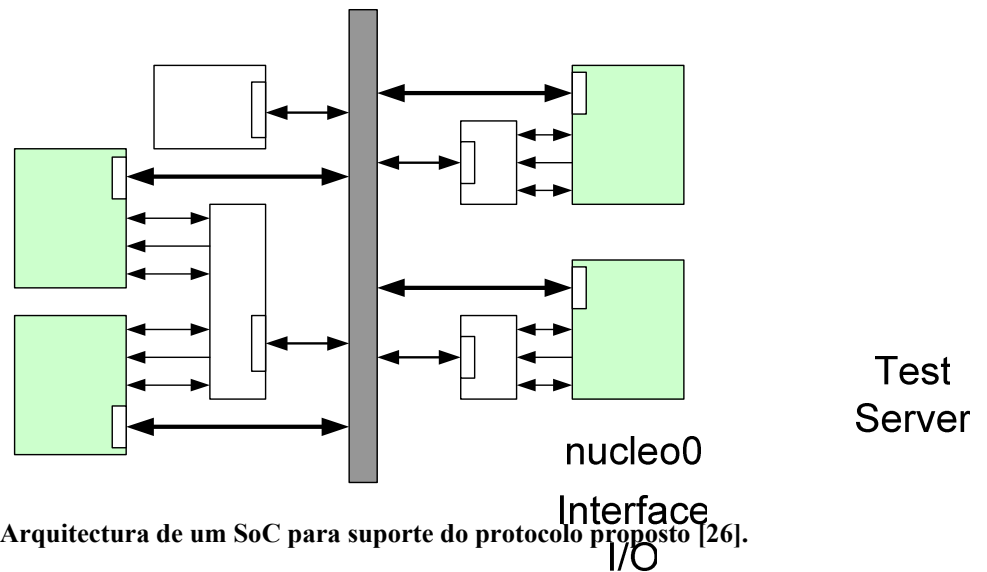 Test
Server
nucleo0
Interface
Arquitectura de um SoC para suporte do protocolo proposto [26].
I/O